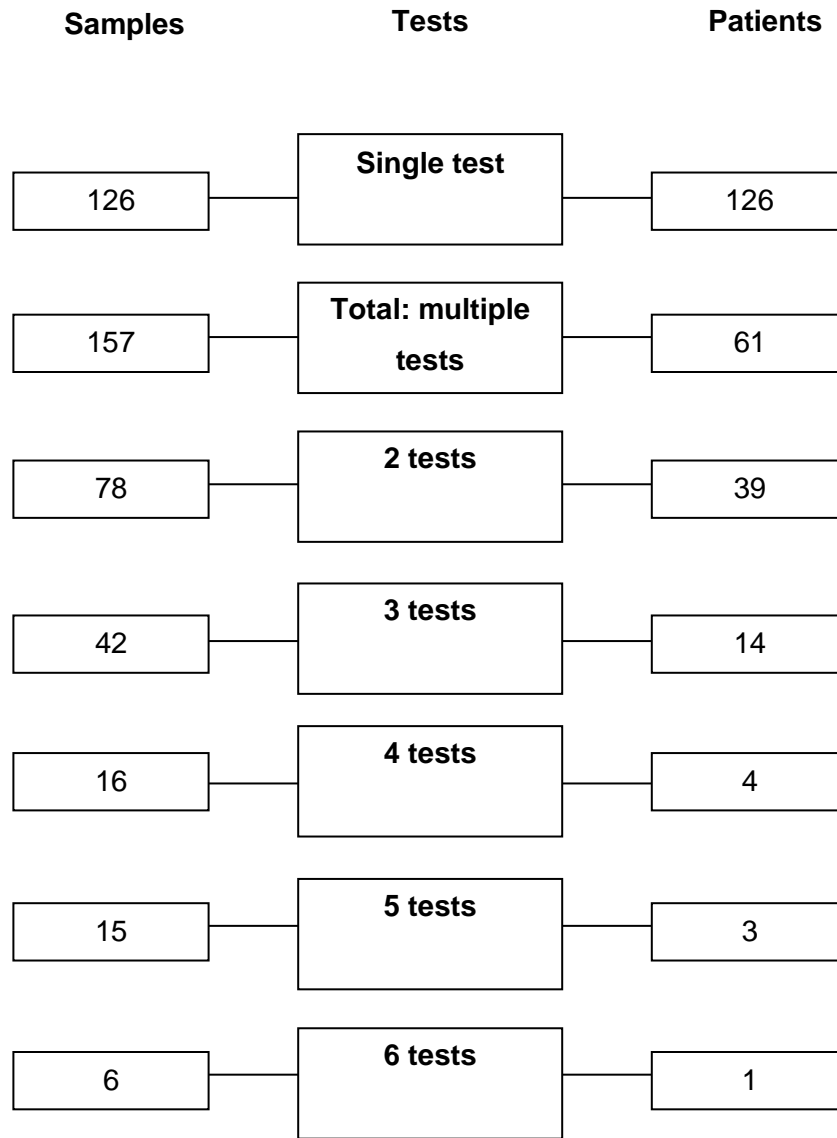 Samples Tests Patients
Single test
126 126
Total: multiple
157 61
tests
2 tests
78 39
3 tests
42 14
4 tests
16 4
5 tests
15 3
6 tests
6 1